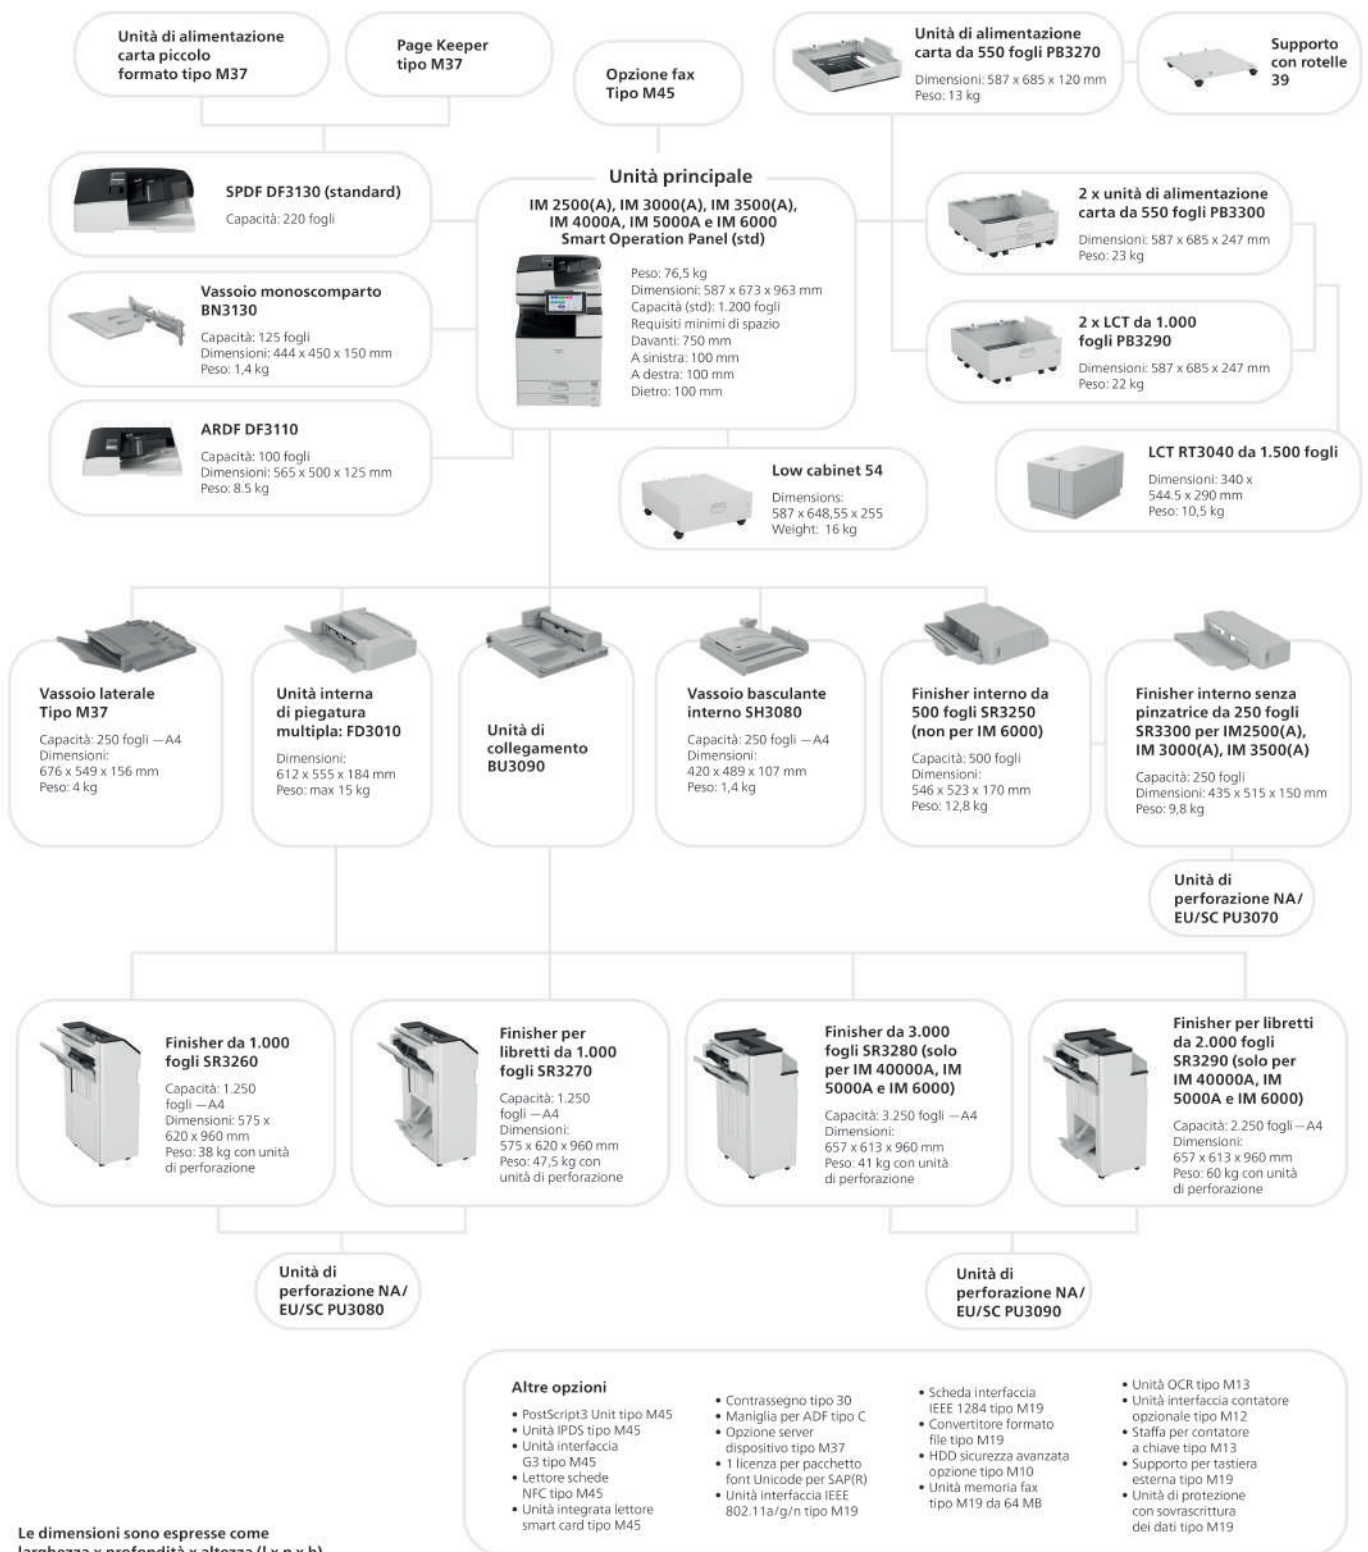 Unità di alimentazione
carta piccolo
formato tipo M37
Page Keeper
tipo M37
Opzione fax
Tipo M45
Unità di alimentazione
carta da 550 fogli PB3270
Dimensioni: 587 x 685 x 120 mm
Peso: 13 kg
Supporto
con rotelle
39
SPDF DF3130 (standard)
Capacità: 220 fogli
Unità principale
IM 2500(A), IM 3000(A), IM 3500(A),
IM 4000A, IM 5000A e IM 6000
Smart Operation Panel (std)
Peso: 76,5 kg
Dimensioni: 587 x 673 x 963 mm
Capacità (std): 1.200 fogli
Requisiti minimi di spazio
Davanti: 750 mm
A sinistra: 100 mm
A destra: 100 mm
Dietro: 100 mm
2 x unità di alimentazione
carta da 550 fogli PB3300
Dimensioni: 587 x 685 x 247 mm
Peso: 23 kg
Vassoio monoscomparto
BN3130
Capacità: 125 fogli
Dimensioni: 444 x 450 x 150 mm
Peso: 1,4 kg
2 x LCT da 1.000
fogli PB3290
Dimensioni: 587 x 685 x 247 mm
Peso: 22 kg
ARDF DF3110
Capacità: 100 fogli
Dimensioni: 565 x 500 x 125 mm
Peso: 8.5 kg
Low cabinet 54
Dimensions:
587 x 648,55 x 255
Weight: 16 kg
LCT RT3040 da 1.500 fogli
Dimensioni: 340 x
544.5 x 290 mm
Peso: 10,5 kg
Vassoio laterale
Tipo M37
Capacità: 250 fogli —A4
Dimensioni:
676 x 549 x 156 mm
Peso: 4 kg
Unità interna
di piegatura
multipla: FD3010
Dimensioni:
612 x 555 x 184 mm
Peso: max 15 kg
Unità di
collegamento
BU3090
Vassoio basculante
interno SH3080
Capacità: 250 fogli —A4
Dimensioni:
420 x 489 x 107 mm
Peso: 1,4 kg
Finisher interno da
500 fogli SR3250
(non per IM 6000)
Capacità: 500 fogli
Dimensioni:
546 x 523 x 170 mm
Peso: 12,8 kg
Finisher interno senza
pinzatrice da 250 fogli
SR3300 per IM2500(A),
IM 3000(A), IM 3500(A)
Capacità: 250 fogli
Dimensioni: 435 x 515 x 150 mm
Peso: 9,8 kg
Unità di
perforazione NA/
EU/SC PU3070
Finisher da 1.000
fogli SR3260
Capacità: 1.250
fogli —A4
Dimensioni: 575 x
620 x 960 mm
Peso: 38 kg con unità
di perforazione
Finisher per
libretti da 1.000
fogli SR3270
Capacità: 1.250
fogli —A4
Dimensioni:
575 x 620 x 960 mm
Peso: 47,5 kg con
unità di perforazione
Finisher da 3.000
fogli SR3280 (solo
per IM 40000A, IM
5000A e IM 6000)
Capacità: 3.250 fogli —A4
Dimensioni:
657 x 613 x 960 mm
Peso: 41 kg con unità
di perforazione
Finisher per libretti
da 2.000 fogli
SR3290 (solo per
IM 40000A, IM
5000A e IM 6000)
Capacità: 2.250 fogli—A4
Dimensioni:
657 x 613 x 960 mm
Peso: 60 kg con unità
di perforazione
Unità di
perforazione NA/
EU/SC PU3080
Unità di
perforazione NA/
EU/SC PU3090
Altre opzioni
• PostScript3 Unit tipo M45
• Unità IPDS tipo M45
• Unità interfaccia
G3 tipo M45
• Lettore schede
NFC tipo M45
• Unità integrata lettore
smart card tipo M45
• Contrassegno tipo 30
• Maniglia per ADF tipo C
• Opzione server
dispositivo tipo M37
• 1 licenza per pacchetto
font Unicode per SAP(R)
• Unità interfaccia IEEE
802.11a/g/n tipo M19
• Scheda interfaccia
IEEE 1284 tipo M19
• Convertitore formato
file tipo M19
• HDD sicurezza avanzata
opzione tipo M10
• Unità memoria fax
tipo M19 da 64 MB
• Unità OCR tipo M13
• Unità interfaccia contatore
opzionale tipo M12
• Staffa per contatore
a chiave tipo M13
• Supporto per tastiera
esterna tipo M19
• Unità di protezione
con sovrascrittura
dei dati tipo M19
Le dimensioni sono espresse come
larghezza x profondità x altezza (l x p x h)